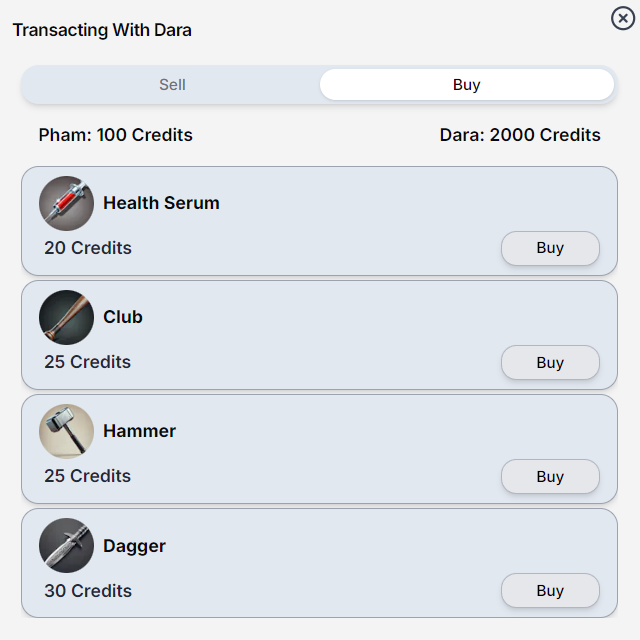 Transacting With Dara
Sell
Buy
Pham: 100 Credits
Dara: 2000 Credits
Health Serum
20 Credits
Buy
Club
25 Credits
Buy
Hammer
25 Credits
Buy
Dagger
30 Credits
Buy